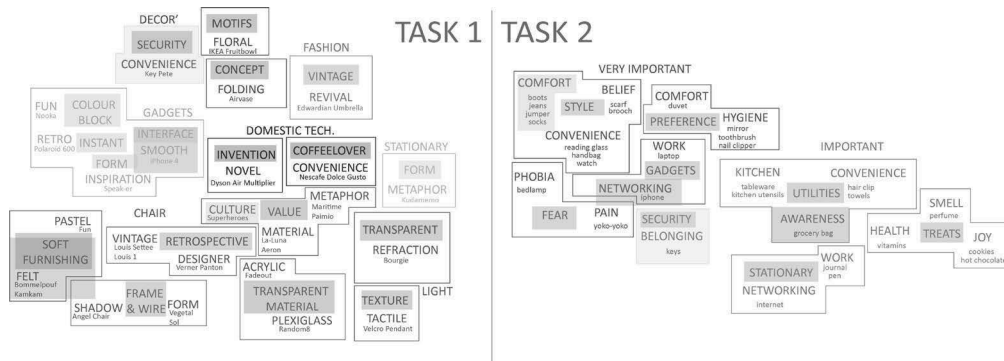 TASK 1
DECOR'
SECURITY
CONVENIENCE
Key Pete
MOTIFS
FLORAL
IKEA Fruitbowl
CONCEPT
FOLDING
Airvase
FASHION
VINTAGE
REVIVAL
Edwardian Umbrella
GADGETS
FUN
COLOUR
BLOCK
RETRO
INSTANT
Polaroid 600
INTERFACE
SMOOTH
iPhone 4
FORM
INSPIRATION
DOMESTIC TECH.
INVENTION
NOVEL
Dyson Air Multiplier
COFFEELOVER
CONVENIENCE
Nescafe Dolce Gusto
STATIONARY
FORM
METAPHOR
CHAIR
PASTEL
Fun
SOFT
FURNISHING
FELT
Bommelpouf
Kamkam
VINTAGE
Louis Settee
Louis 1
RETROSPECTIVE
DESIGNER
Verner Panton
CULTURE
Superheroes
VALUE
METAPHOR
Maritime
Paimio
MATERIAL
La-Luna
Aeron
SHADOW
Angel Chair
FRAME
& WIRE
FORM
Vegetal
Sol
LIGHT
ACRYLIC
Fadeout
TRANSPARENT
MATERIAL
PLEXIGLASS
Random8
TRANSPARENT
REFRACTION
Bourgie
TEXTURE
TACTILE
Velcro Pendant
TASK 2
VERY IMPORTANT
COMFORT
boots
jeans
jumper
socks
STYLE
BELIEF
scarf
brooch
CONVENIENCE
reading glass
handbag
watch
COMFORT
duvet
PREFERENCE
HYGIENE
mirror
toothbrush
nail clipper
WORK
laptop
GADGETS
NETWORKING
iphone
PHOBIA
bedlamp
FEAR
PAIN
yoko-yoko
SECURITY
BELONGING
keys
IMPORTANT
KITCHEN
tableware
kitchen utensils
UTILITIES
CONVENIENCE
hair clip
towels
AWARENESS
grocery bag
SMELL
perfume
HEALTH
vitamins
TREATS
JOY
cookies
hot chocolate
WORK
journal
pen
STATIONARY
NETWORKING
internet